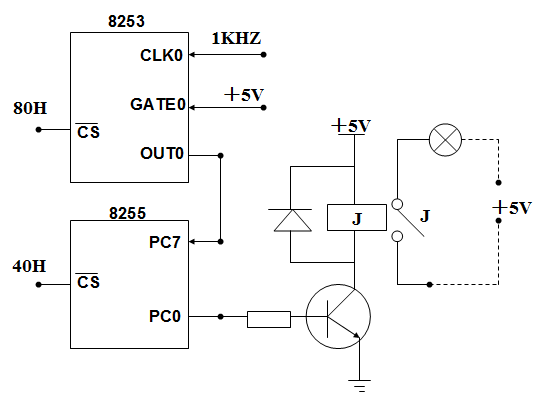 8253
CLK0
1KHZ
GATE0
+5V
80H
CS
OUT0
8255
PC7
40H
CS
PC0
+5V
J
J
+5V